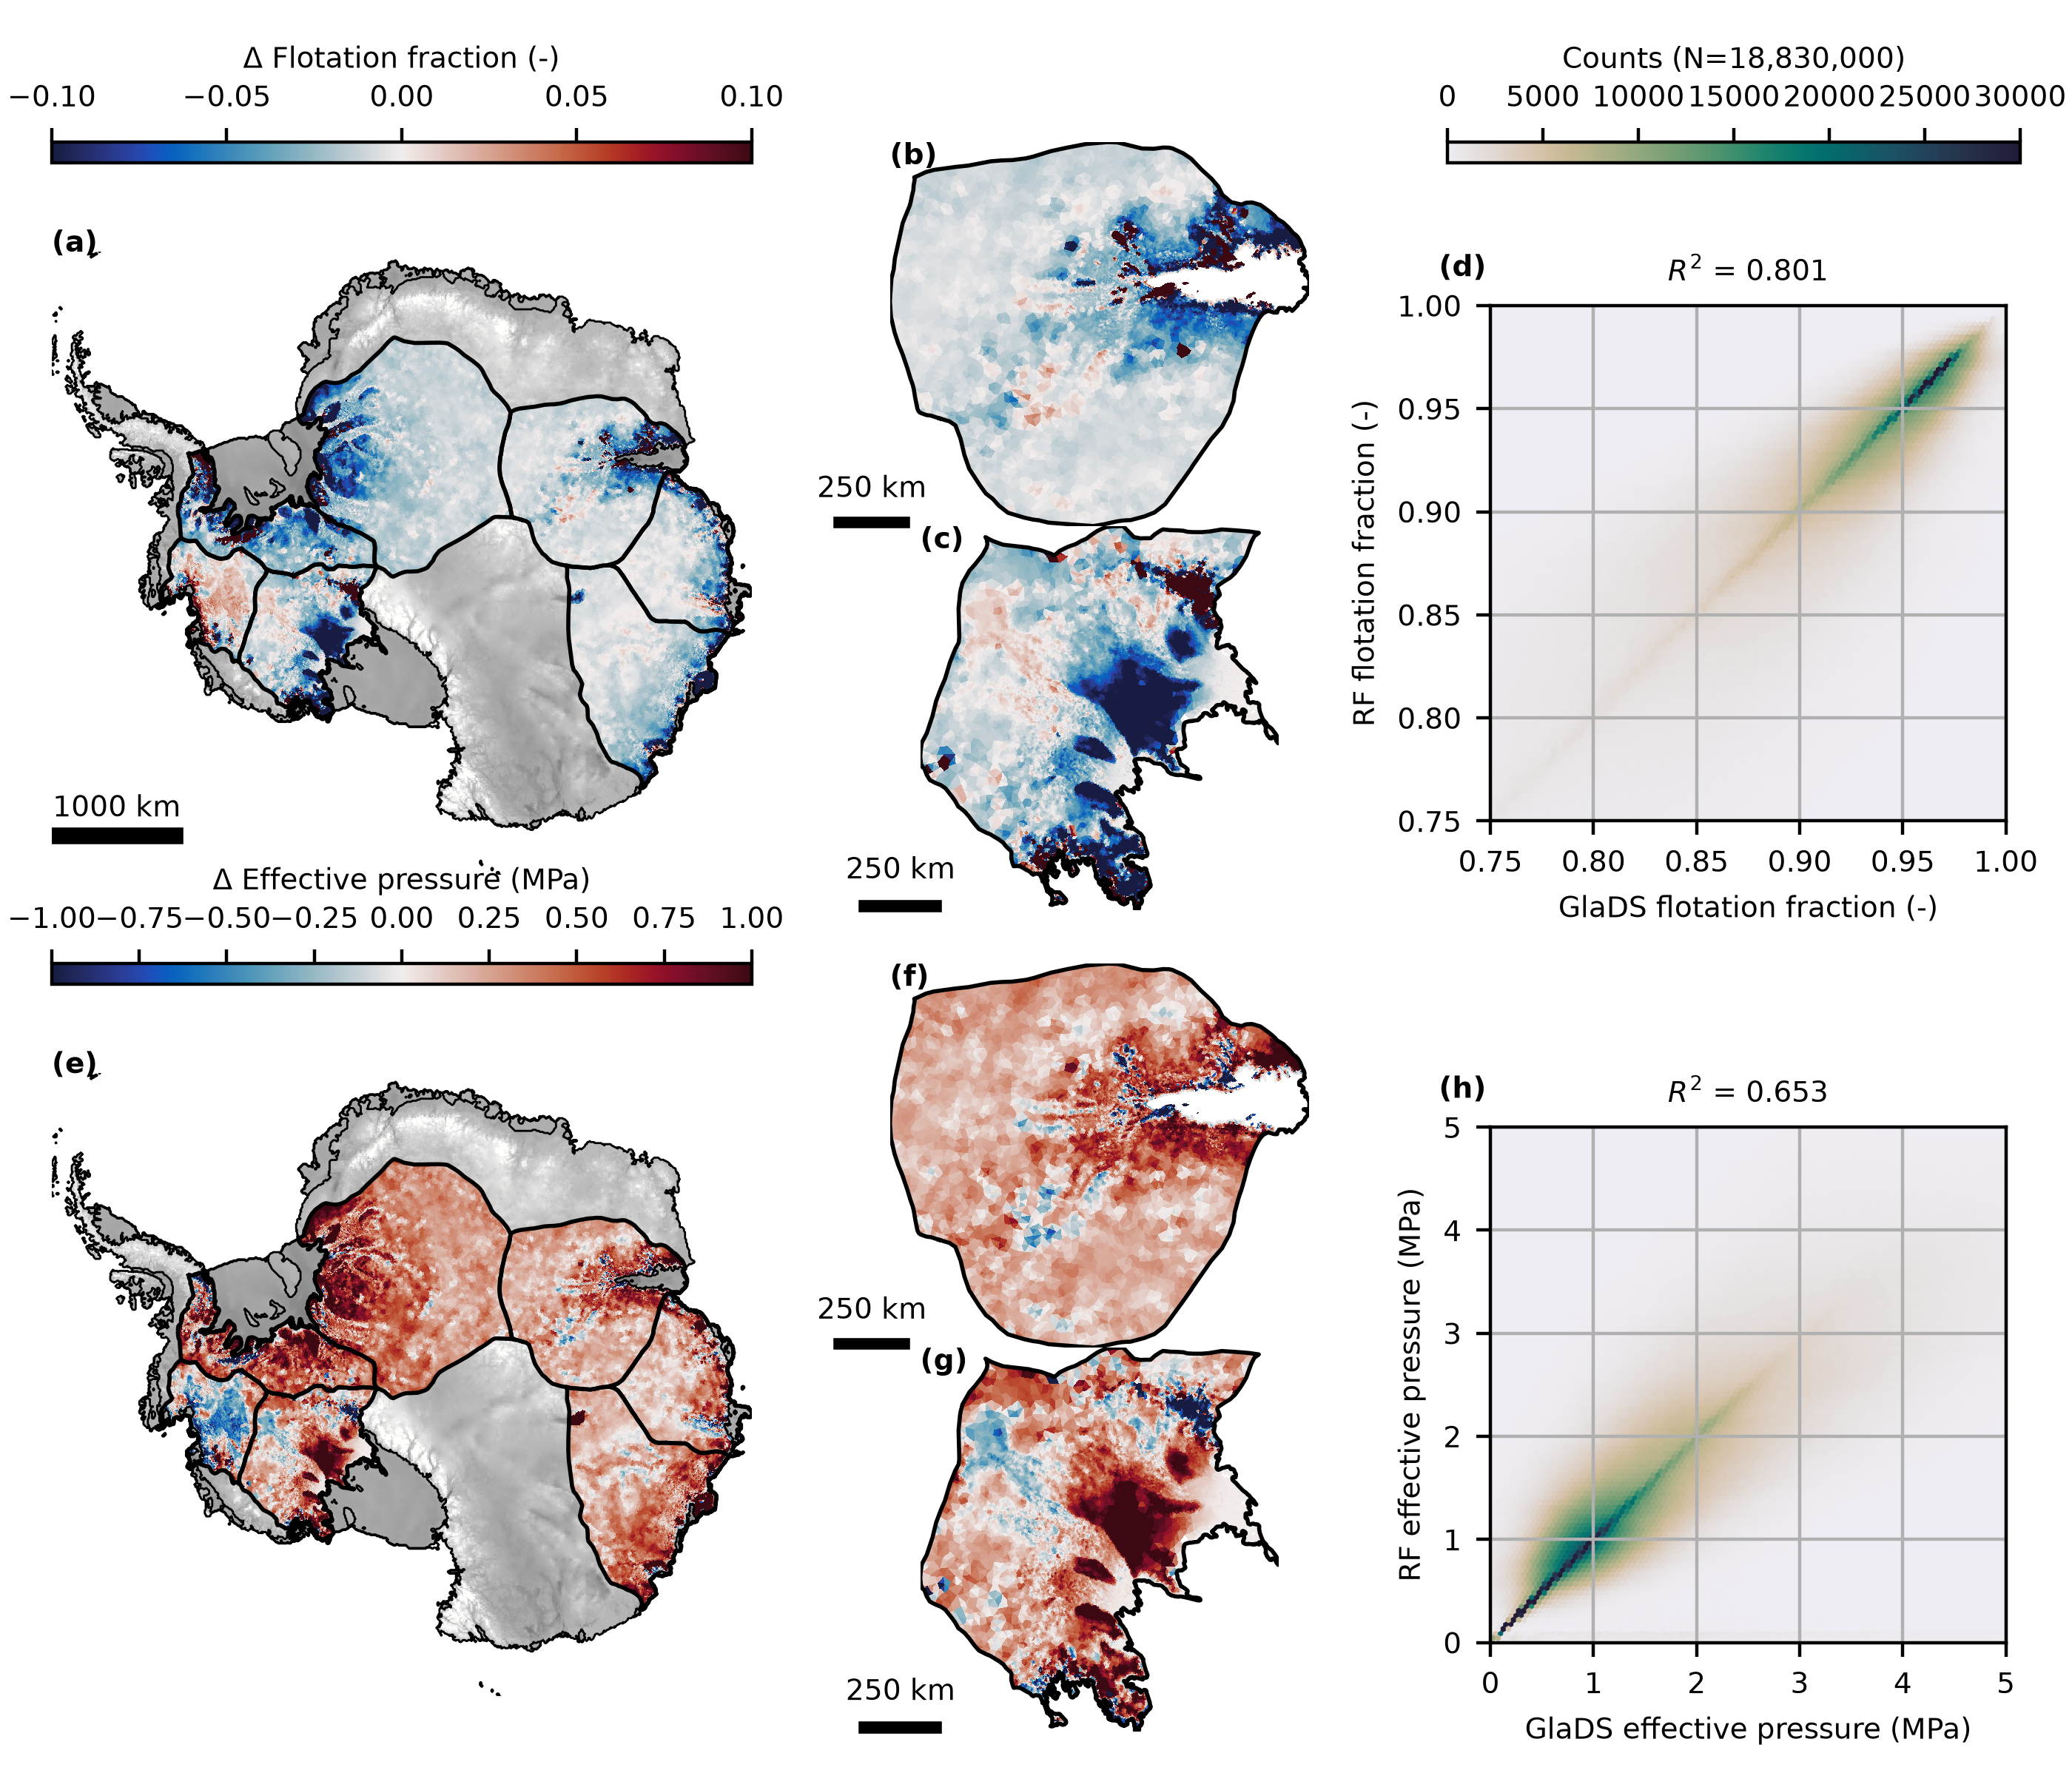 Δ Flotation fraction (-)
−0.10 −0.05 0.00 0.05 0.10
Counts (N=18,830,000)
0 5000 10000 15000 20000 25000 30000
(a)
1000 km
(b)
250 km
(c)
250 km
(d)
R² = 0.801
1.00
0.95
0.90
0.85
0.80
0.75
RF flotation fraction (-)
0.75 0.80 0.85 0.90 0.95 1.00
GlaDS flotation fraction (-)
Δ Effective pressure (MPa)
−1.00 −0.75 −0.50 −0.25 0.00 0.25 0.50 0.75 1.00
(e)
(f)
250 km
(g)
250 km
(h)
R² = 0.653
5
4
3
2
1
0
RF effective pressure (MPa)
0 1 2 3 4 5
GlaDS effective pressure (MPa)